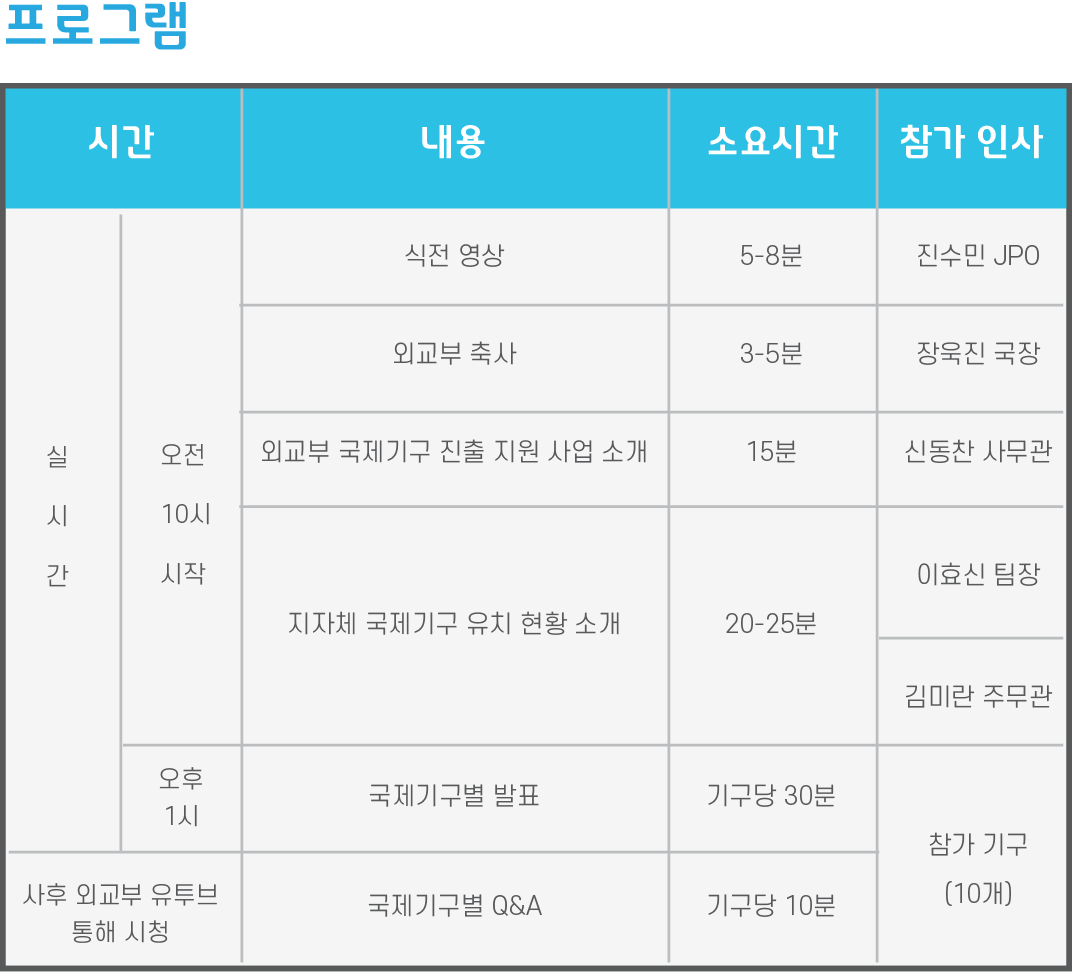 프로그램
시간 내용 소요시간 참가 인사
식전 영상 5-8분 진수민 JPO
외교부 축사 3-5분 장욱진 국장
실
시
간
오전
10시
시작
외교부 국제기구 진출 지원 사업 소개 15분 신동찬 사무관
지자체 국제기구 유치 현황 소개 20-25분
이효신 팀장
김미란 주무관
오후
1시
국제기구별 발표 기구당 30분
참가 기구
(10개)
사후 외교부 유튜브
통해 시청
국제기구별 Q&A 기구당 10분